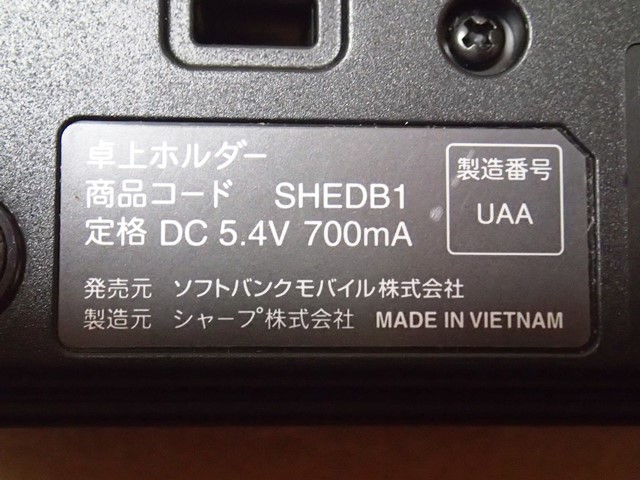 卓上ホルダー
商品コード SHEDB1
定格 DC 5.4V 700mA
製造番号
UAA
発売元 ソフトバンクモバイル株式会社
製造元 シャープ株式会社 MADE IN VIETNAM